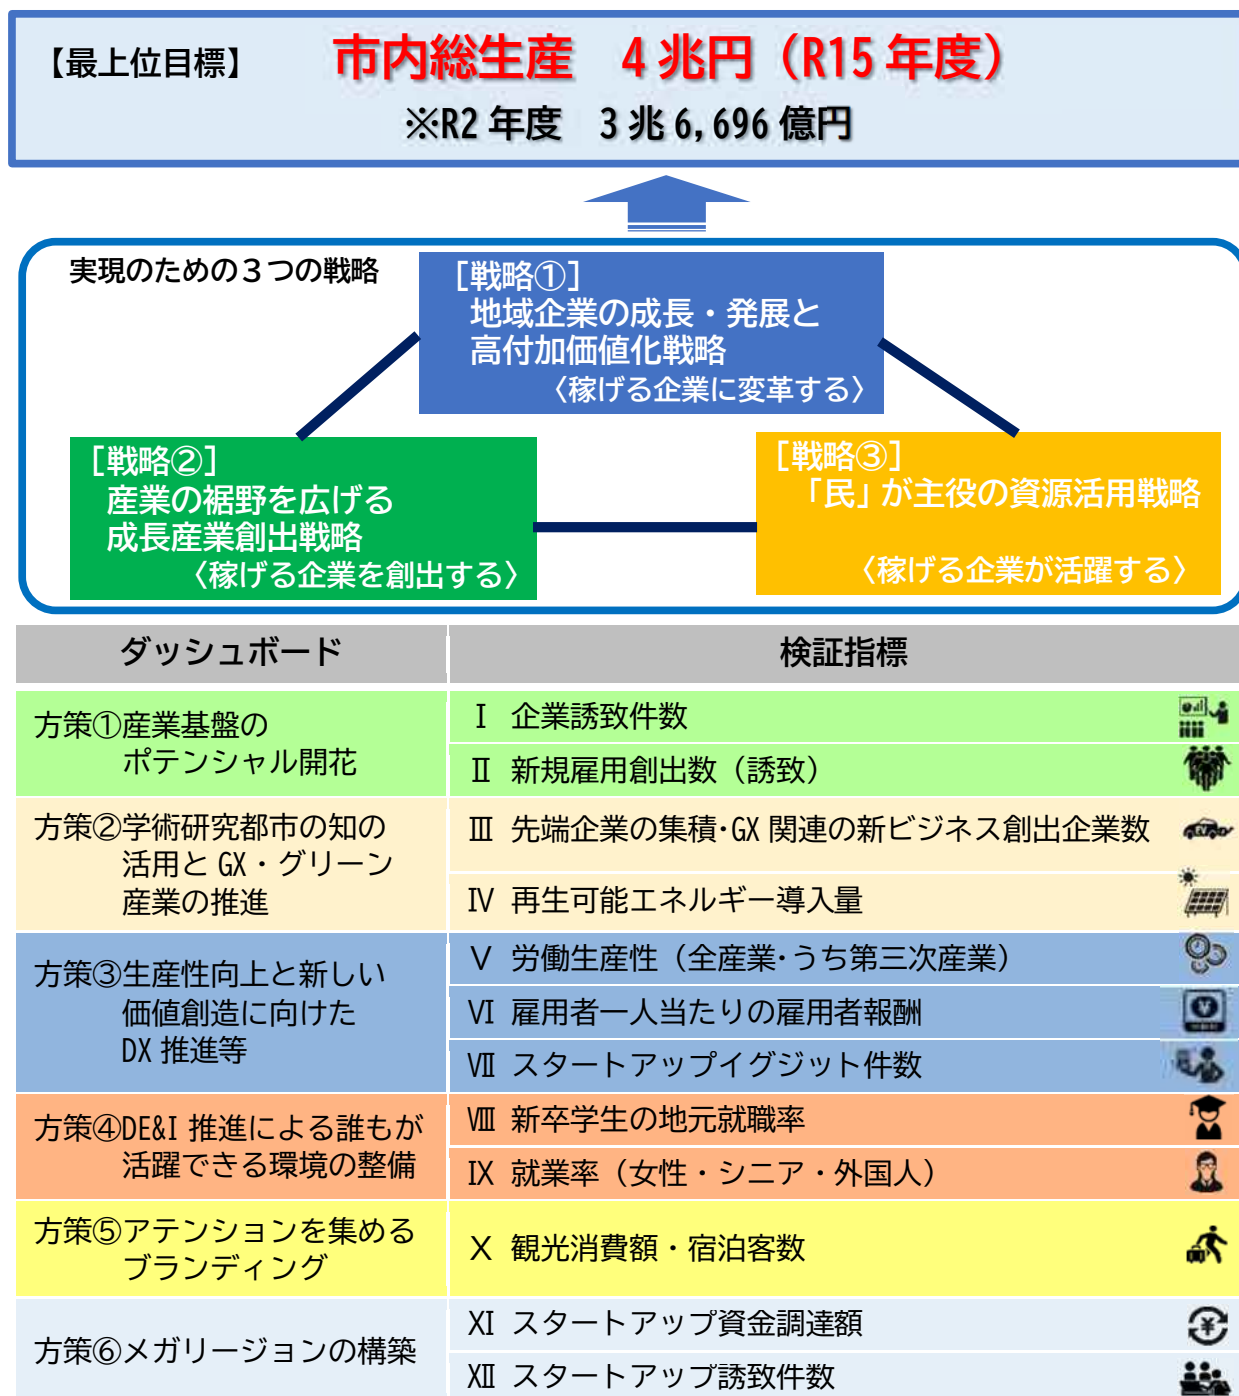 【最上位目標】 市内総生産 4兆円（R15年度）
※R2年度 3兆6,696億円
実現のための３つの戦略
［戦略①］
地域企業の成長・発展と
高付加価値化戦略
〈稼げる企業に変革する〉
［戦略②］
産業の裾野を広げる
成長産業創出戦略
〈稼げる企業を創出する〉
［戦略③］
「民」が主役の資源活用戦略
〈稼げる企業が活躍する〉
ダッシュボード 検証指標
方策①産業基盤の
ポテンシャル開花
Ⅰ 企業誘致件数
Ⅱ 新規雇用創出数（誘致）
方策②学術研究都市の知の
活用とGX・グリーン
産業の推進
Ⅲ 先端企業の集積･GX関連の新ビジネス創出企業数
Ⅳ 再生可能エネルギー導入量
方策③生産性向上と新しい
価値創造に向けた
DX推進等
Ⅴ 労働生産性（全産業･うち第三次産業）
Ⅵ 雇用者一人当たりの雇用者報酬
Ⅶ スタートアップイグジット件数
方策④DE&I推進による誰もが
活躍できる環境の整備
Ⅷ 新卒学生の地元就職率
Ⅸ 就業率（女性・シニア・外国人）
方策⑤アテンションを集める
ブランディング
Ⅹ 観光消費額・宿泊客数
方策⑥メガリージョンの構築
Ⅺ スタートアップ資金調達額
Ⅻ スタートアップ誘致件数